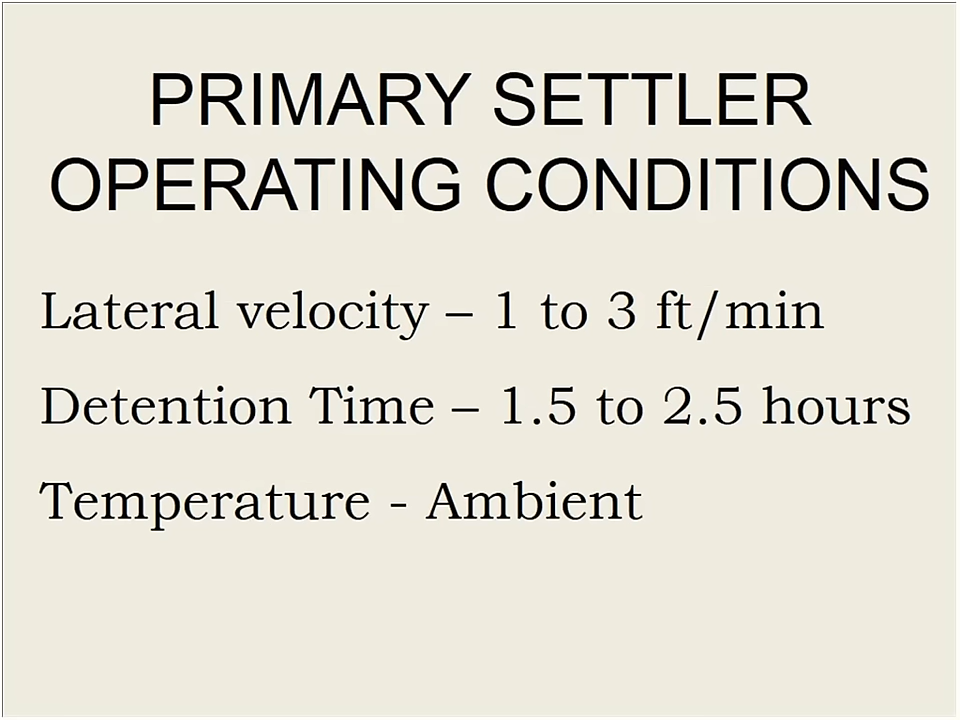 PRIMARY SETTLER
OPERATING CONDITIONS
Lateral velocity – 1 to 3 ft/min
Detention Time – 1.5 to 2.5 hours
Temperature - Ambient